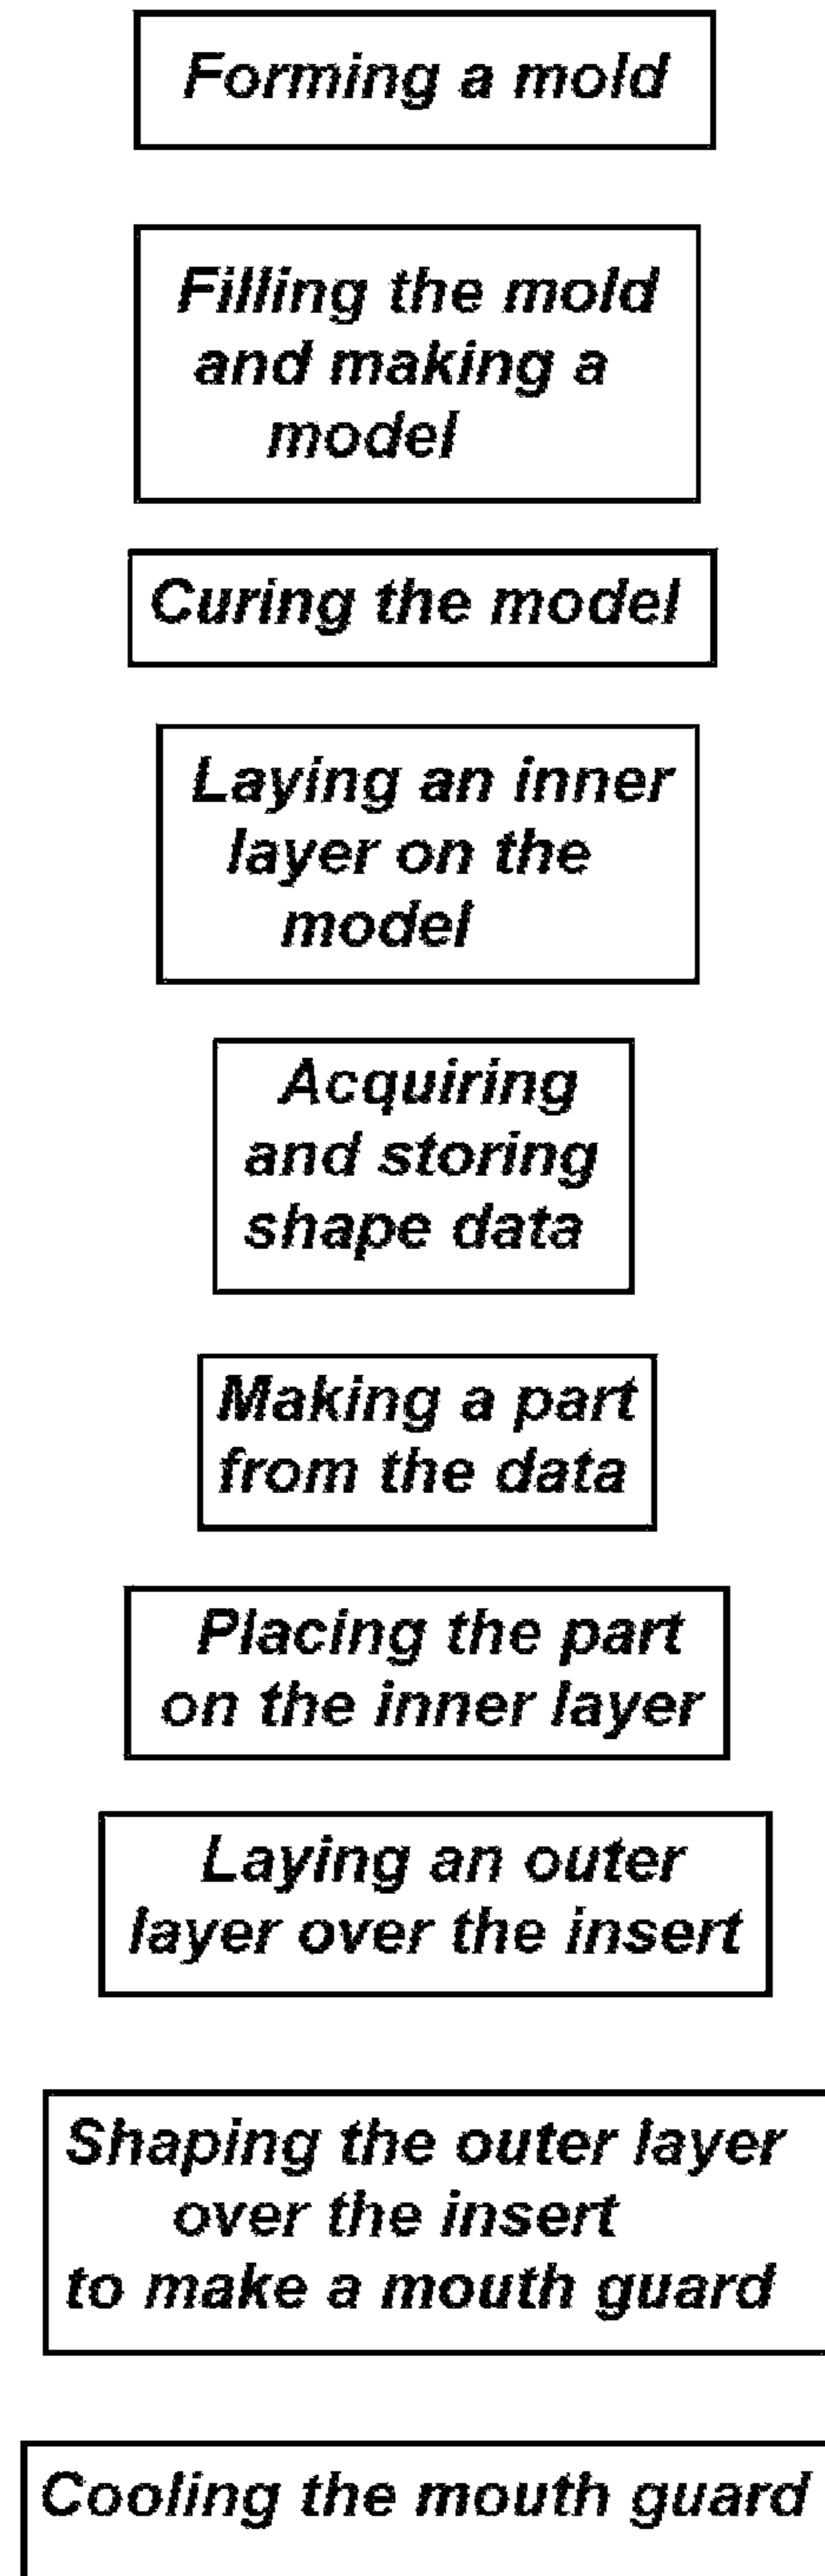 Forming a mold
Filling the mold
and making a
model
Curing the model
Laying an inner
layer on the
model
Acquiring
and storing
shape data
Making a part
from the data
Placing the part
on the inner layer
Laying an outer
layer over the insert
Shaping the outer layer
over the insert
to make a mouth guard
Cooling the mouth guard